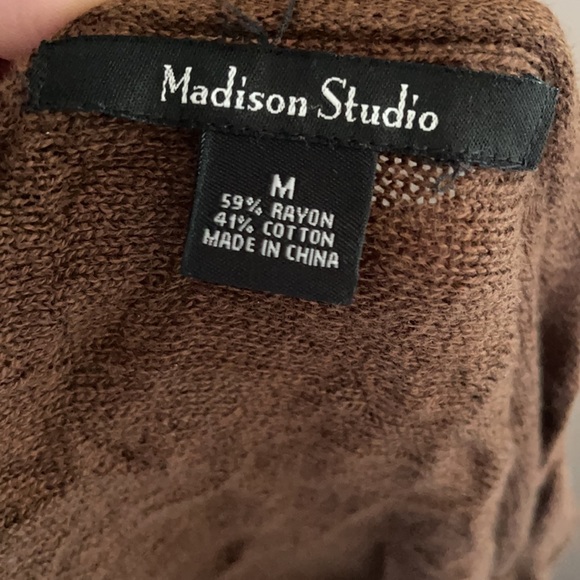 Madison Studio
M
59% RAYON
41% COTTON
MADE IN CHINA